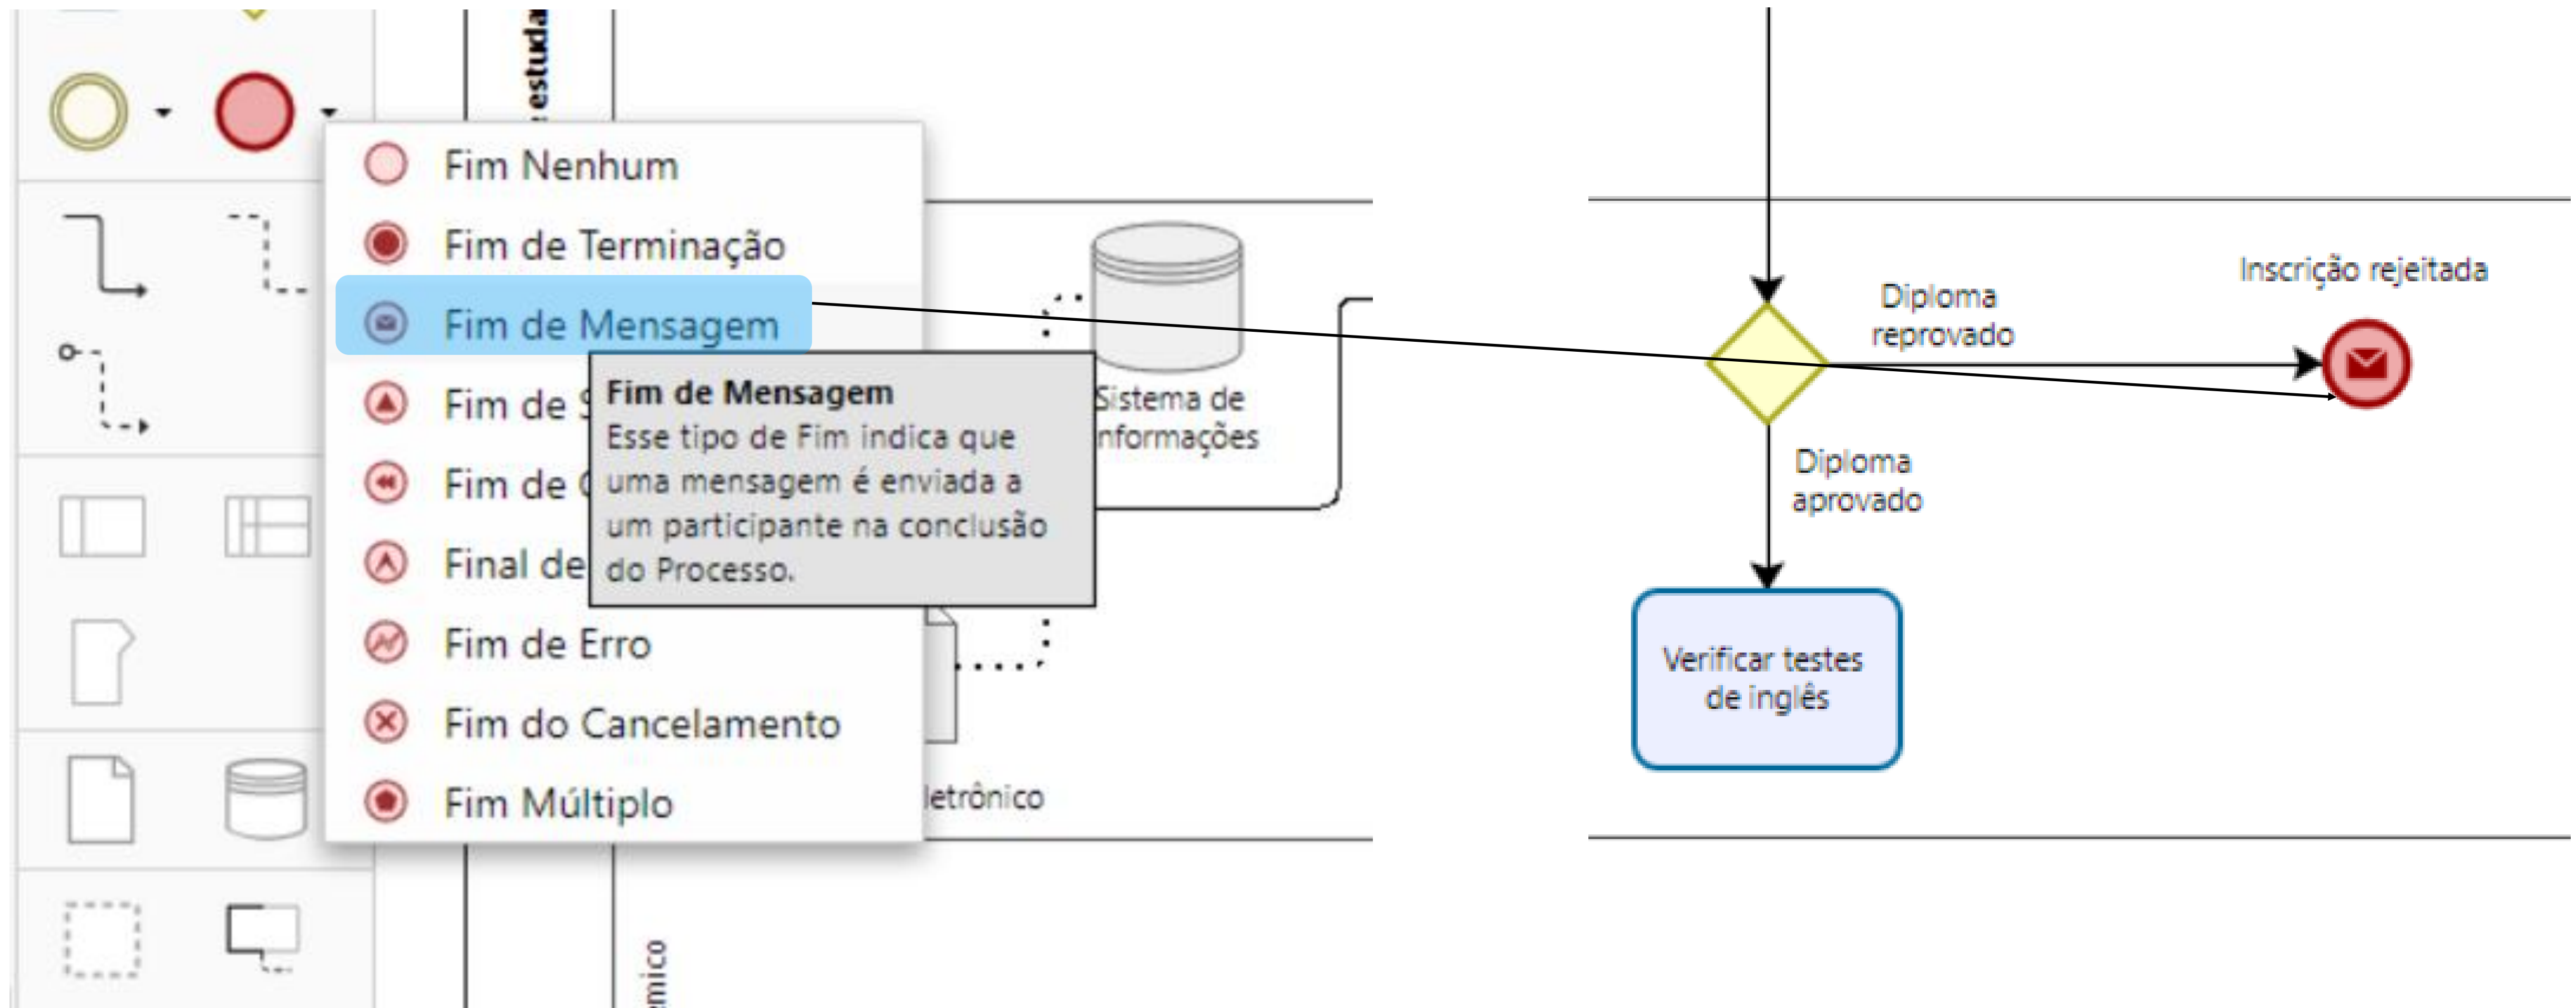 estuda
Fim Nenhum
Fim de Terminação
Fim de Mensagem
Fim de
Fim de
Final de
Fim de Erro
Fim do Cancelamento
Fim Múltiplo
Fim de Mensagem
Esse tipo de Fim indica que
uma mensagem é enviada a
um participante na conclusão
do Processo.
Sistema de
nformações
letrônico
êmico
Diploma
reprovado
Inscrição rejeitada
Diploma
aprovado
Verificar testes
de inglês